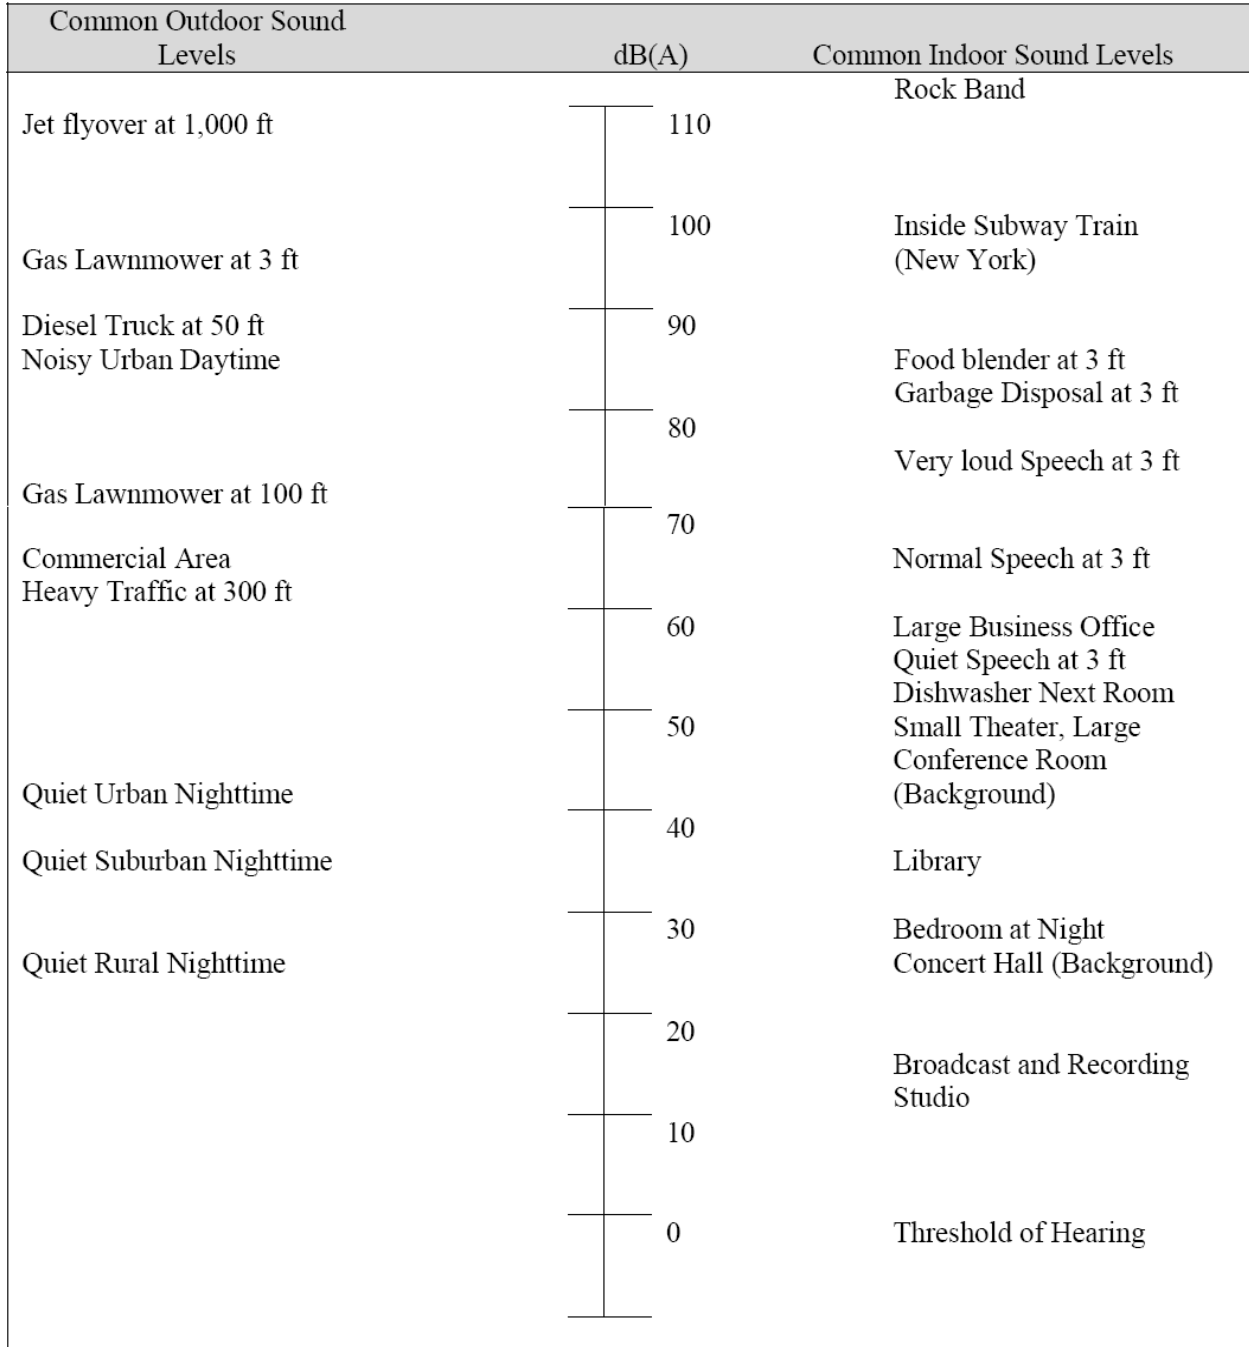 Common Outdoor Sound
Levels dB(A) Common Indoor Sound Levels
Rock Band
Jet flyover at 1,000 ft 110
100 Inside Subway Train
Gas Lawnmower at 3 ft (New York)
Diesel Truck at 50 ft 90
Noisy Urban Daytime Food blender at 3 ft
Garbage Disposal at 3 ft
80
Very loud Speech at 3 ft
Gas Lawnmower at 100 ft
70
Commercial Area Normal Speech at 3 ft
Heavy Traffic at 300 ft
60 Large Business Office
Quiet Speech at 3 ft
Dishwasher Next Room
50 Small Theater, Large
Conference Room
Quiet Urban Nighttime (Background)
40
Quiet Suburban Nighttime Library
30 Bedroom at Night
Quiet Rural Nighttime Concert Hall (Background)
20
Broadcast and Recording
Studio
10
0 Threshold of Hearing